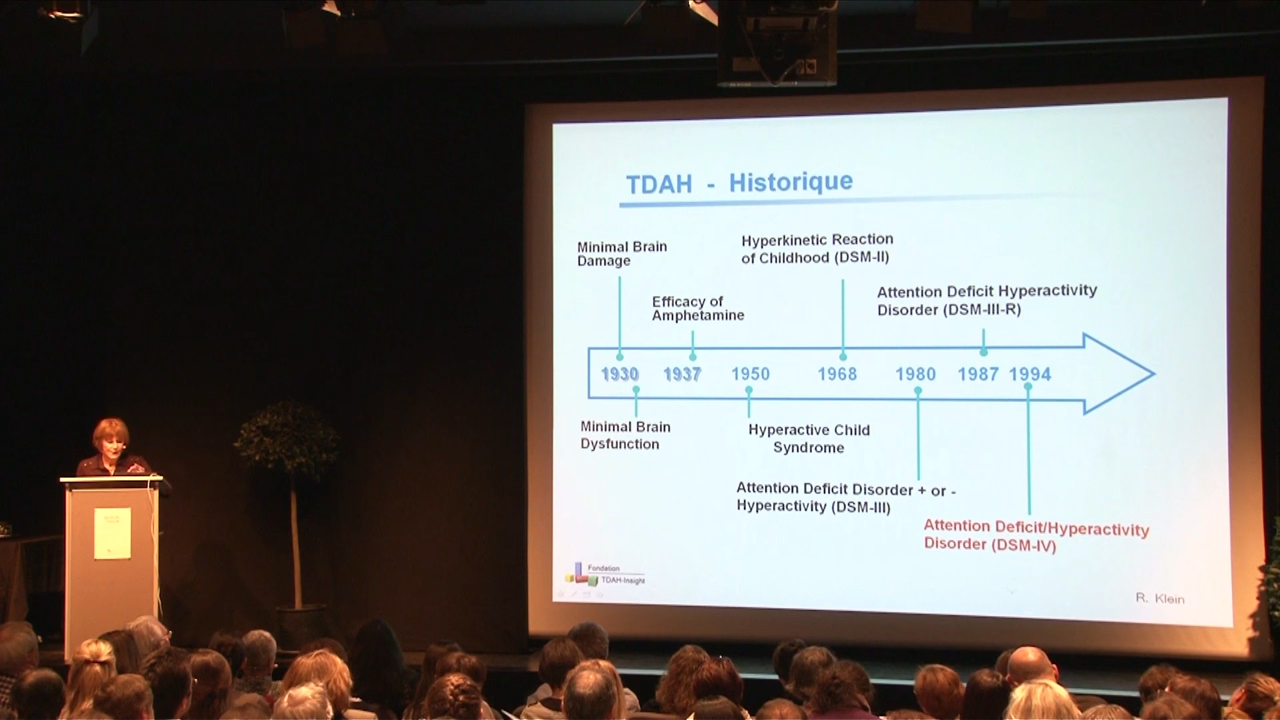 TDAH - Historique
Minimal Brain
Damage
Hyperkinetic Reaction
of Childhood (DSM-II)
Efficacy of
Amphetamine
Attention Deficit Hyperactivity
Disorder (DSM-III-R)
1930 1937 1950 1968 1980 1987 1994
Minimal Brain
Dysfunction
Hyperactive Child
Syndrome
Attention Deficit Disorder + or -
Hyperactivity (DSM-III)
Attention Deficit/Hyperactivity
Disorder (DSM-IV)
Fondation
TDAH-Insight
R. Klein